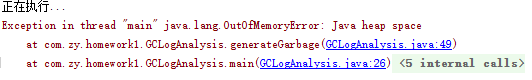 正在执行...
Exception in thread "main" java.lang.OutOfMemoryError: Java heap space
at com.zy.homework1.GCLogAnalysis.generateGarbage(GCLogAnalysis.java:49)
at com.zy.homework1.GCLogAnalysis.main(GCLogAnalysis.java:26) <5 internal calls>